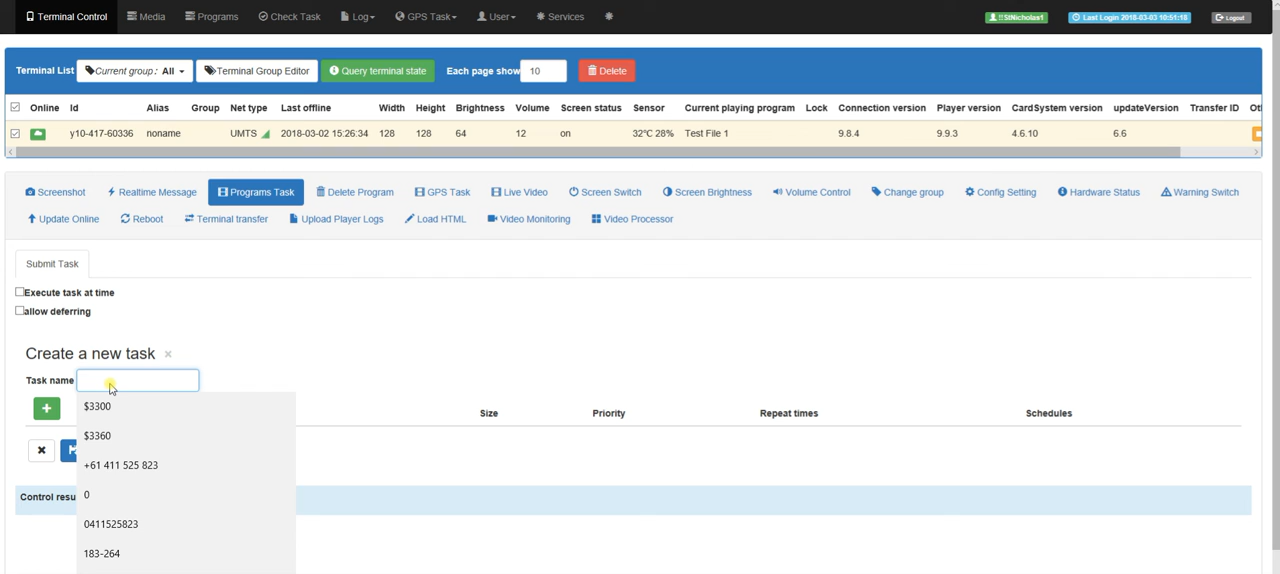 Terminal Control Media Programs Check Task Log GPS Task User Services !!StNicholas1 Last Login 2018-03-03 10:51:18 Logout
Terminal List Current group: All Terminal Group Editor Query terminal state Each page show 10 Delete
Online Id Alias Group Net type Last offline Width Height Brightness Volume Screen status Sensor Current playing program Lock Connection version Player version CardSystem version updateVersion Transfer ID Ot
y10-417-60336 noname UMTS 2018-03-02 15:26:34 128 128 64 12 on 32°C 28% Test File 1 9.8.4 9.9.3 4.6.10 6.6
Screenshot Realtime Message Programs Task Delete Program GPS Task Live Video Screen Switch Screen Brightness Volume Control Change group Config Setting Hardware Status Warning Switch
Update Online Reboot Terminal transfer Upload Player Logs Load HTML Video Monitoring Video Processor
Submit Task
Execute task at time
allow deferring
Create a new task ×
Task name
$3300
Size Priority Repeat times Schedules
$3360
+61 411 525 823
0
Control resu
0411525823
183-264